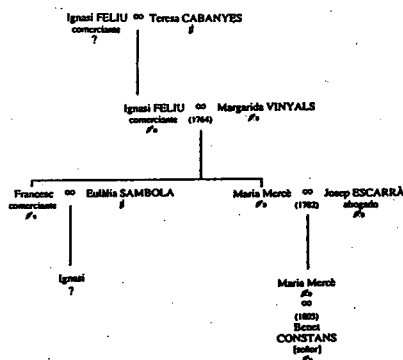 Ignasi FELIU ∞ Teresa CABANYES
comerciante
?
Ignasi FELIU ∞ Margarida VINYALS
comerciante (1764)
Francesc ∞ Eulàlia SAMBOLA Maria Mercè ∞ Josep ESCARRÀ
comerciante (1782) abogado
Ignasi
?
Maria Mercè
∞
(1805)
Benet
CONSTANS
[señor]